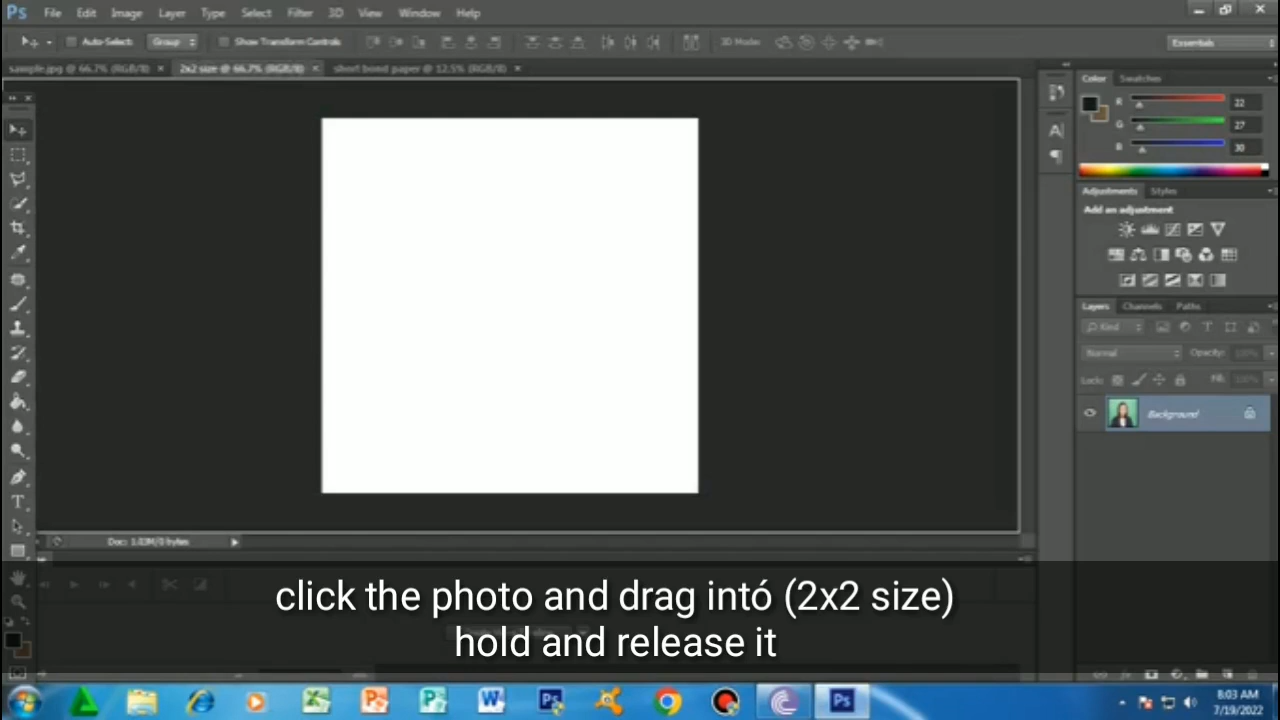 Ps File Edit Image Layer Type Select Filter 3D View Window Help
Auto-Select: Group Show Transform Controls 3D Mode: Essentials
sample.jpg @ 66.7% (RGB/8) × 2x2 size @ 66.7% (RGB/8) × short bond paper @ 12.5% (RGB/8) ×
Color Swatches
R 22
G 27
B 30
Adjustments Styles
Add an adjustment
Layers Channels Paths
Kind
Normal Opacity: 100%
Lock: Fill: 100%
Background
Doc: 1.03M/0 bytes
click the photo and drag intó (2x2 size)
hold and release it
8:03 AM
7/19/2022